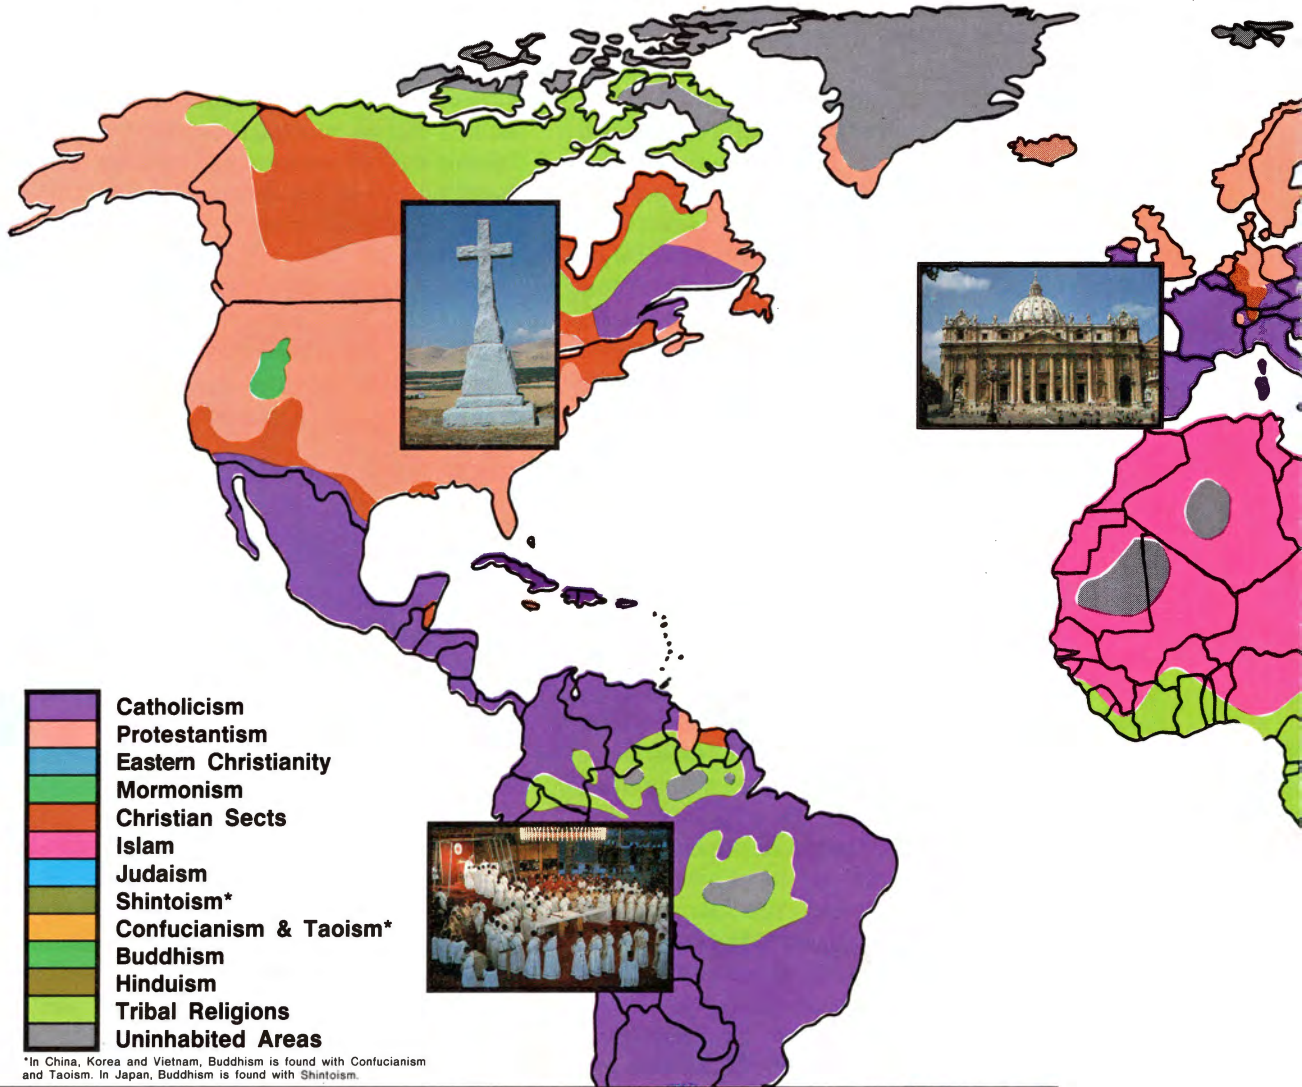 Catholicism
Protestantism
Eastern Christianity
Mormonism
Christian Sects
Islam
Judaism
Shintoism*
Confucianism & Taoism*
Buddhism
Hinduism
Tribal Religions
Uninhabited Areas
*In China, Korea and Vietnam, Buddhism is found with Confucianism
and Taoism. In Japan, Buddhism is found with Shintoism.